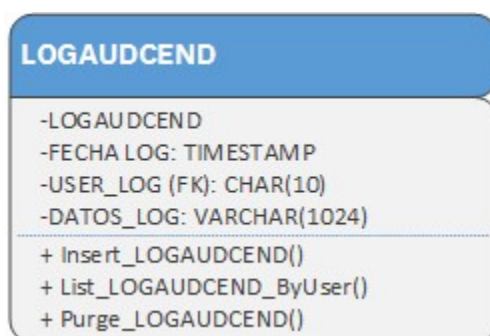 LOGAUDCEND
-LOGAUDCEND
-FECHA LOG: TIMESTAMP
-USER_LOG (FK): CHAR(10)
-DATOS_LOG: VARCHAR(1024)
+ Insert_LOGAUDCEND()
+ List_LOGAUDCEND_ByUser()
+ Purge_LOGAUDCEND()